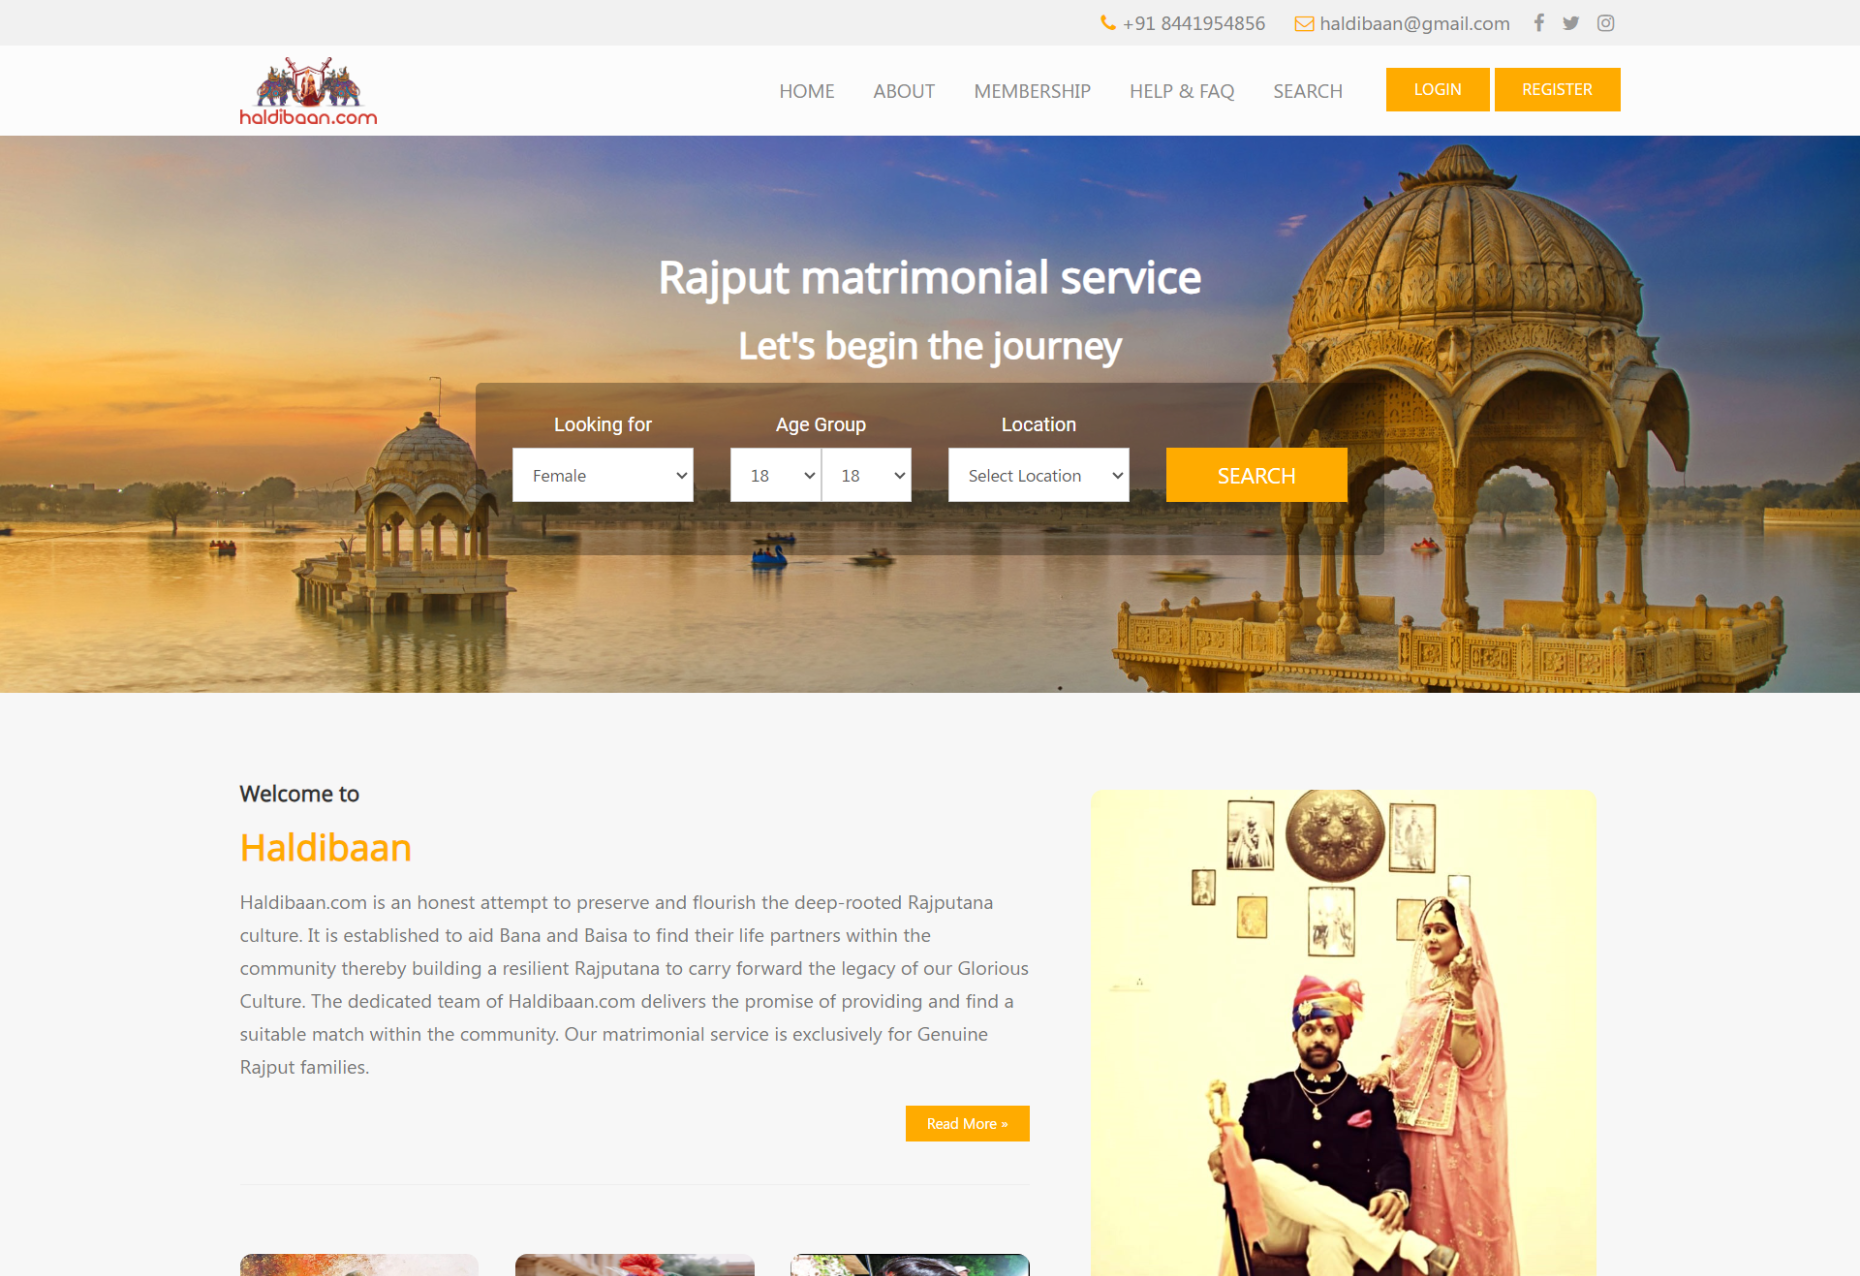 +91 8441954856 haldibaan@gmail.com
haldibaan.com
HOME ABOUT MEMBERSHIP HELP & FAQ SEARCH LOGIN REGISTER
Rajput matrimonial service
Let's begin the journey
Looking for Age Group Location
Female 18 18 Select Location SEARCH
Welcome to
Haldibaan
Haldibaan.com is an honest attempt to preserve and flourish the deep-rooted Rajputana
culture. It is established to aid Bana and Baisa to find their life partners within the
community thereby building a resilient Rajputana to carry forward the legacy of our Glorious
Culture. The dedicated team of Haldibaan.com delivers the promise of providing and find a
suitable match within the community. Our matrimonial service is exclusively for Genuine
Rajput families.
Read More »